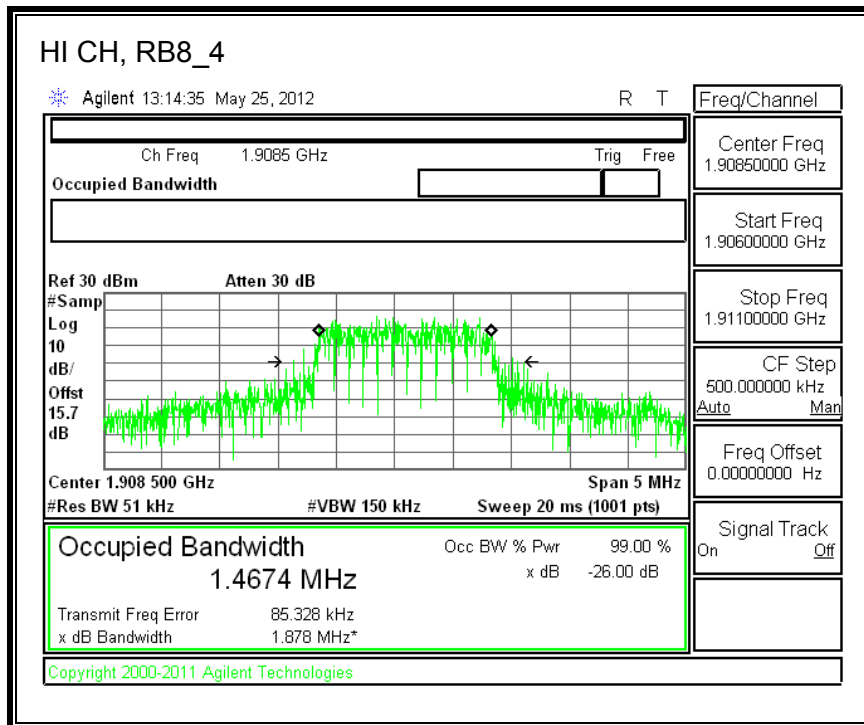 HI CH, RB8_4
Agilent 13:14:35 May 25, 2012 R T
Freq/Channel
Ch Freq 1.9085 GHz Trig Free
Occupied Bandwidth
Center Freq
1.90850000 GHz
Start Freq
1.90600000 GHz
Stop Freq
1.91100000 GHz
CF Step
500.000000 kHz
Auto Man
Freq Offset
0.00000000 Hz
Signal Track
On Off
Ref 30 dBm Atten 30 dB
#Samp
Log
10
dB/
Offst
15.7
dB
Center 1.908 500 GHz Span 5 MHz
#Res BW 51 kHz #VBW 150 kHz Sweep 20 ms (1001 pts)
Occupied Bandwidth Occ BW % Pwr 99.00 %
1.4674 MHz x dB -26.00 dB
Transmit Freq Error 85.328 kHz
x dB Bandwidth 1.878 MHz*
Copyright 2000-2011 Agilent Technologies